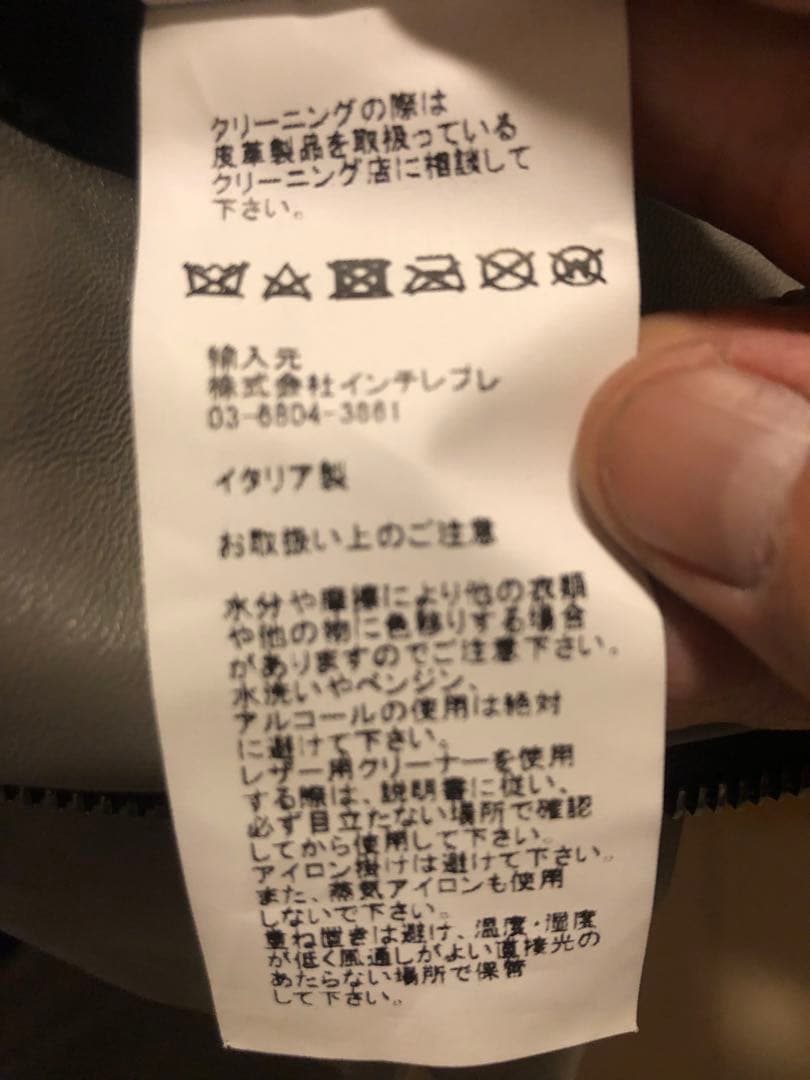 クリーニングの際は
皮革製品を取扱っている
クリーニング店に相談して
下さい。
輸入元
株式会社インテレプレ
03-6804-3861
イタリア製
お取扱い上のご注意
水分や摩擦により他の衣類
や他の物に色移りする場合
がありますのでご注意下さい。
水洗いやベンジン、
アルコールの使用は絶対
に避けて下さい。
レザー用クリーナーを使用
する際は、説明書に従い、
必ず目立たない場所で確認
してから使用して下さい。
アイロン掛けは避けて下さい。
また、蒸気アイロンも使用
しないで下さい。
重ね置きは避け、温度・湿度
が低く風通しがよい直接光の
あたらない場所で保管
して下さい。